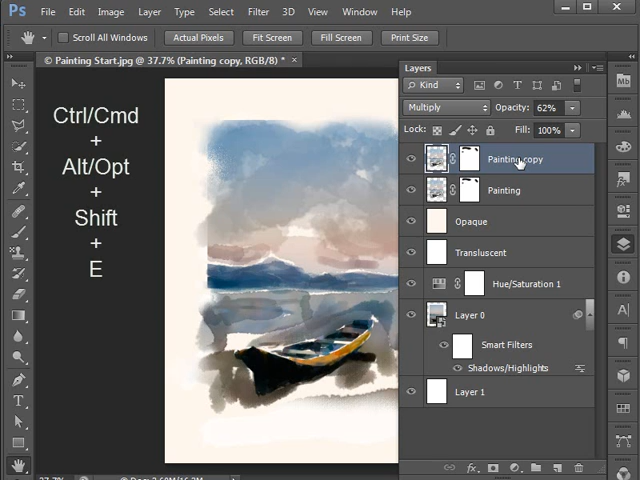 Ps File Edit Image Layer Type Select Filter 3D View Window Help
Scroll All Windows Actual Pixels Fit Screen Fill Screen Print Size
© Painting Start.jpg @ 37.7% (Painting copy, RGB/8) *
Layers
Kind
Multiply Opacity: 62%
Lock: Fill: 100%
Painting copy
Painting
Opaque
Transluscent
Hue/Saturation 1
Layer 0
Smart Filters
Shadows/Highlights
Layer 1
Ctrl/Cmd
+
Alt/Opt
+
Shift
+
E
Mb